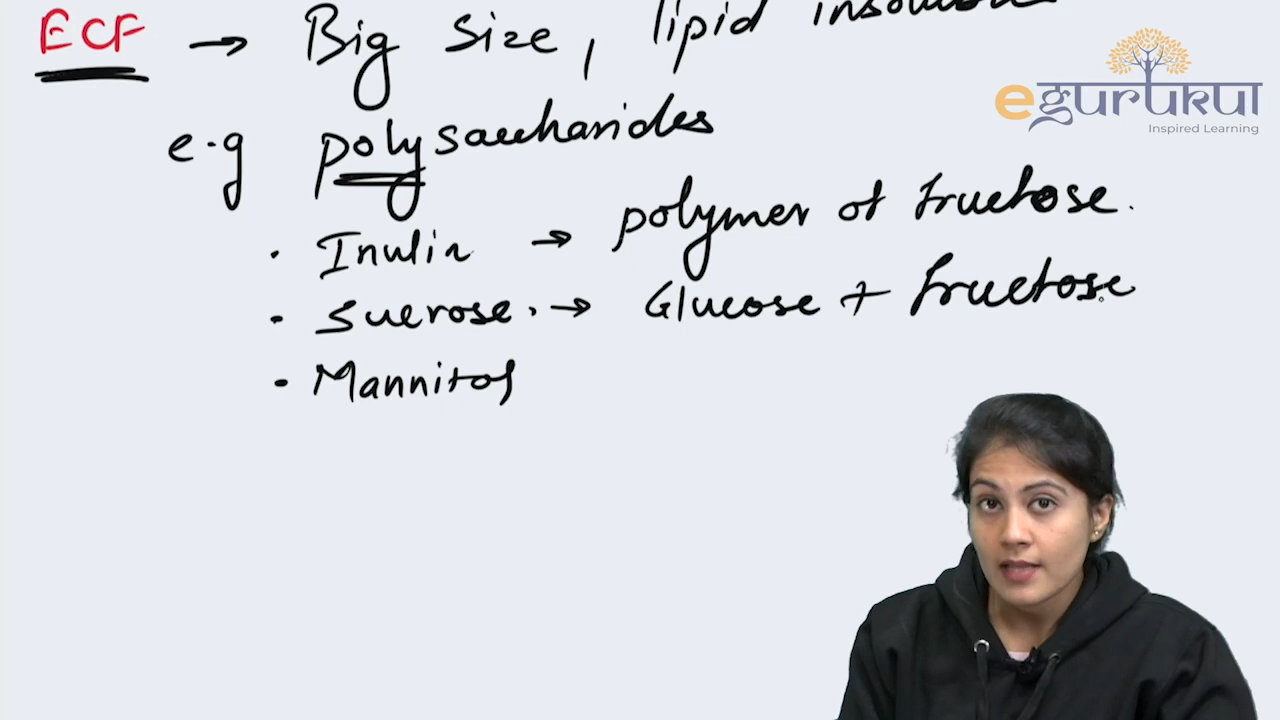 ECF → Big size, lipid
e.g polysaccharides
. Inulin → polymer of fructose.
. Sucrose. → Glucose + fructose
. Mannitol
egurukul
Inspired Learning